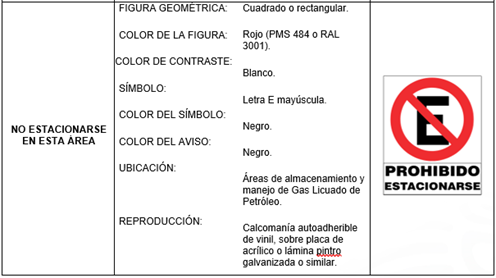 NO ESTACIONARSE
EN ESTA ÁREA
FIGURA GEOMÉTRICA: Cuadrado o rectangular.
COLOR DE LA FIGURA: Rojo (PMS 484 o RAL
3001).
COLOR DE CONTRASTE:
Blanco.
SÍMBOLO:
Letra E mayúscula.
COLOR DEL SÍMBOLO:
Negro.
COLOR DEL AVISO:
Negro.
UBICACIÓN:
Áreas de almacenamiento y
manejo de Gas Licuado de
Petróleo.
REPRODUCCIÓN:
Calcomanía autoadherible
de vinil, sobre placa de
acrílico o lámina pintro
galvanizada o similar.
E
PROHIBIDO
ESTACIONARSE